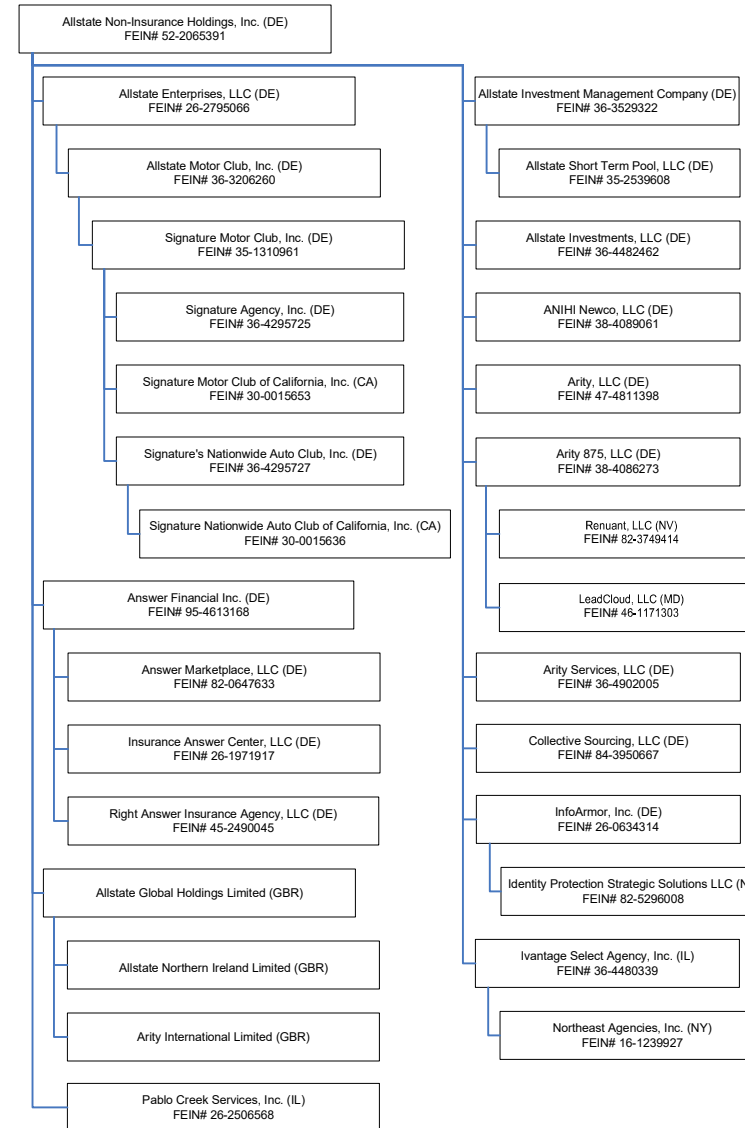 Allstate Non-Insurance Holdings, Inc. (DE)
FEIN# 52-2065391
Allstate Enterprises, LLC (DE)
FEIN# 26-2795066
Allstate Motor Club, Inc. (DE)
FEIN# 36-3206260
Signature Motor Club, Inc. (DE)
FEIN# 35-1310961
Signature Agency, Inc. (DE)
FEIN# 36-4295725
Signature Motor Club of California, Inc. (CA)
FEIN# 30-0015653
Signature's Nationwide Auto Club, Inc. (DE)
FEIN# 36-4295727
Signature Nationwide Auto Club of California, Inc. (CA)
FEIN# 30-0015636
Answer Financial Inc. (DE)
FEIN# 95-4613168
Answer Marketplace, LLC (DE)
FEIN# 82-0647633
Insurance Answer Center, LLC (DE)
FEIN# 26-1971917
Right Answer Insurance Agency, LLC (DE)
FEIN# 45-2490045
Allstate Global Holdings Limited (GBR)
Allstate Northern Ireland Limited (GBR)
Arity International Limited (GBR)
Pablo Creek Services, Inc. (IL)
FEIN# 26-2506568
Allstate Investment Management Company (DE)
FEIN# 36-3529322
Allstate Short Term Pool, LLC (DE)
FEIN# 35-2539608
Allstate Investments, LLC (DE)
FEIN# 36-4482462
ANIHI Newco, LLC (DE)
FEIN# 38-4089061
Arity, LLC (DE)
FEIN# 47-4811398
Arity 875, LLC (DE)
FEIN# 38-4086273
Renuant, LLC (NV)
FEIN# 82-3749414
LeadCloud, LLC (MD)
FEIN# 46-1171303
Arity Services, LLC (DE)
FEIN# 36-4902005
Collective Sourcing, LLC (DE)
FEIN# 84-3950667
InfoArmor, Inc. (DE)
FEIN# 26-0634314
Identity Protection Strategic Solutions LLC
FEIN# 82-5296008
Ivantage Select Agency, Inc. (IL)
FEIN# 36-4480339
Northeast Agencies, Inc. (NY)
FEIN# 16-1239927